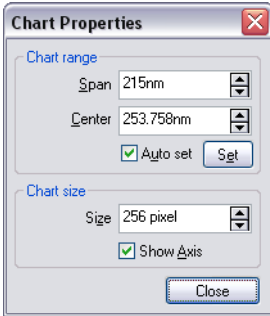 Chart Properties
Chart range
Span 215nm
Center 253.758nm
Auto set Set
Chart size
Size 256 pixel
Show Axis
Close